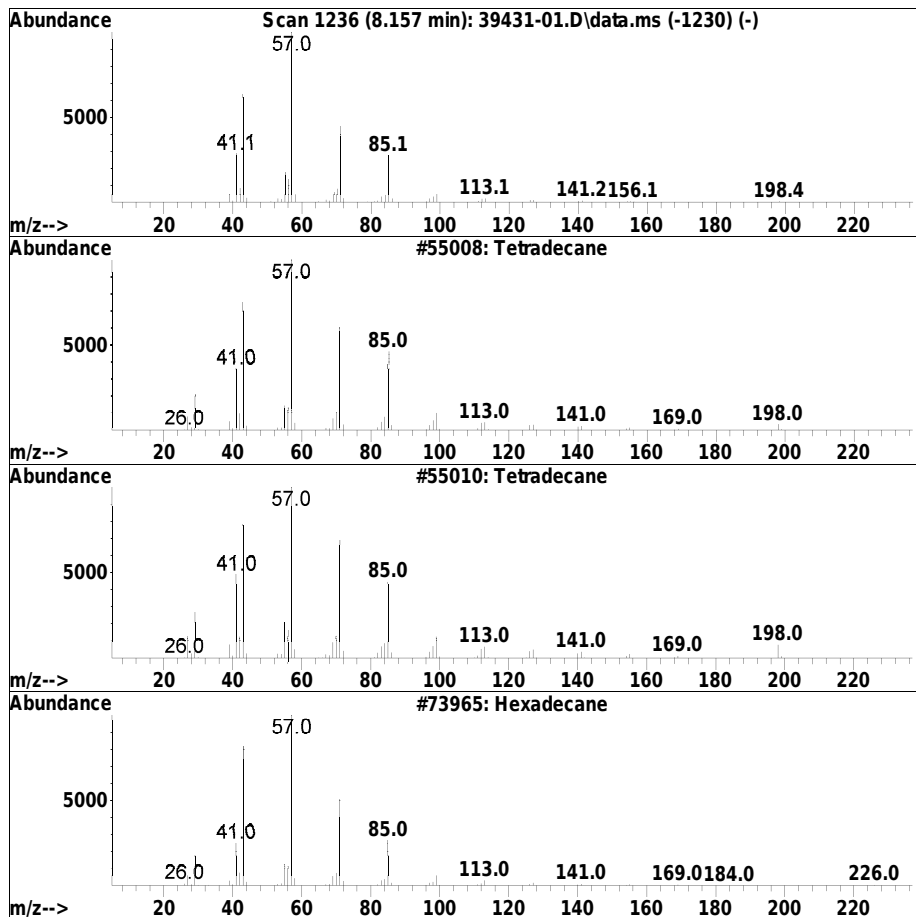 Abundance Scan 1236 (8.157 min): 39431-01.D\data.ms (-1230) (-)
57.0
5000
41.1 85.1
113.1 141.2 156.1 198.4
20 40 60 80 100 120 140 160 180 200 220
m/z-->
Abundance #55008: Tetradecane
57.0
5000 85.0
41.0
26.0 113.0 141.0 169.0 198.0
20 40 60 80 100 120 140 160 180 200 220
m/z-->
Abundance #55010: Tetradecane
57.0
5000 41.0 85.0
26.0 113.0 141.0 169.0 198.0
20 40 60 80 100 120 140 160 180 200 220
m/z-->
Abundance #73965: Hexadecane
57.0
5000
41.0 85.0
26.0 113.0 141.0 169.0 184.0 226.0
20 40 60 80 100 120 140 160 180 200 220
m/z-->